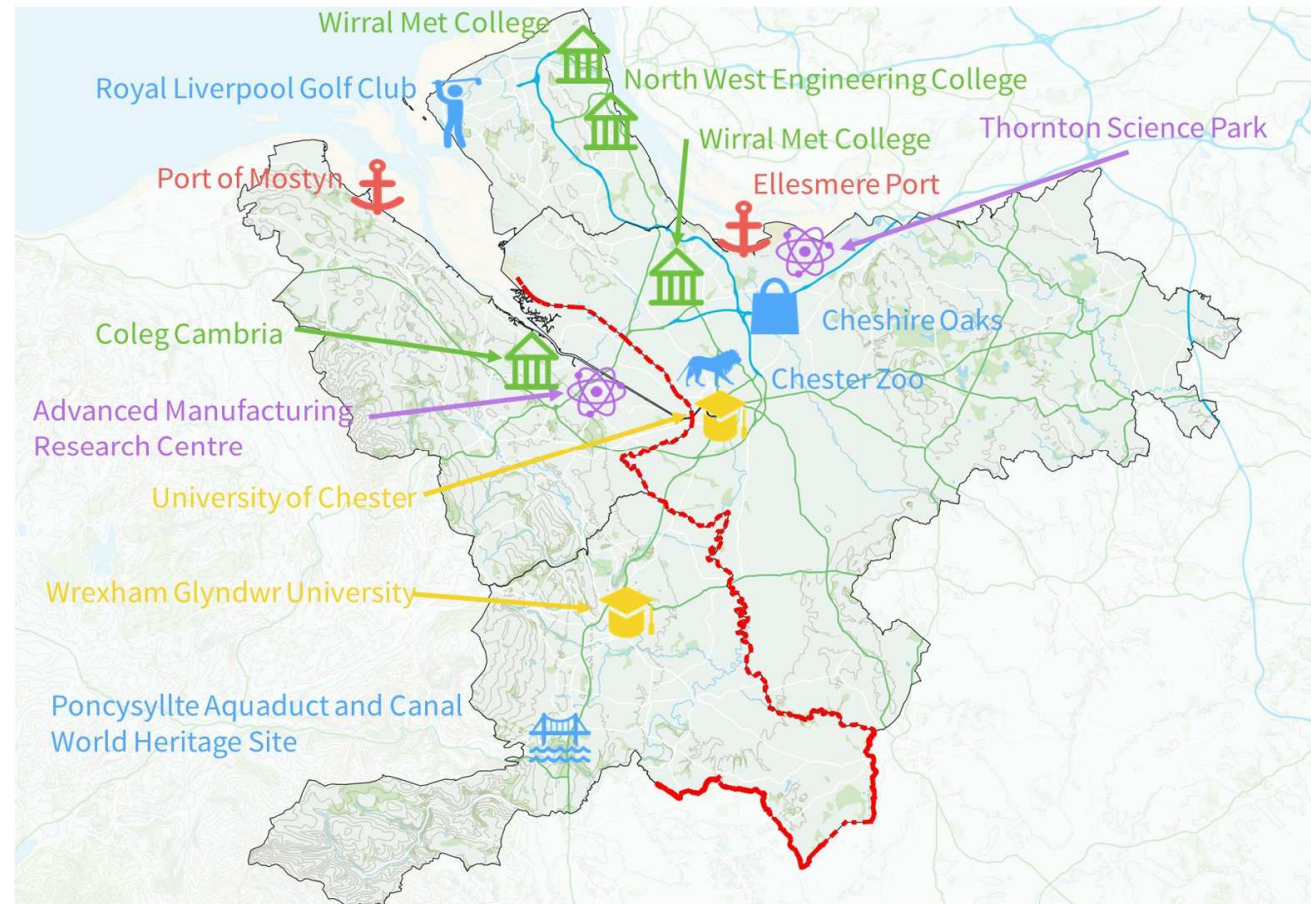 Wirral Met College
Royal Liverpool Golf Club
North West Engineering College
Thornton Science Park
Wirral Met College
Port of Mostyn
Ellesmere Port
Coleg Cambria
Cheshire Oaks
Chester Zoo
Advanced Manufacturing
Research Centre
University of Chester
Wrexham Glyndwr University
Poncysyllte Aquaduct and Canal
World Heritage Site